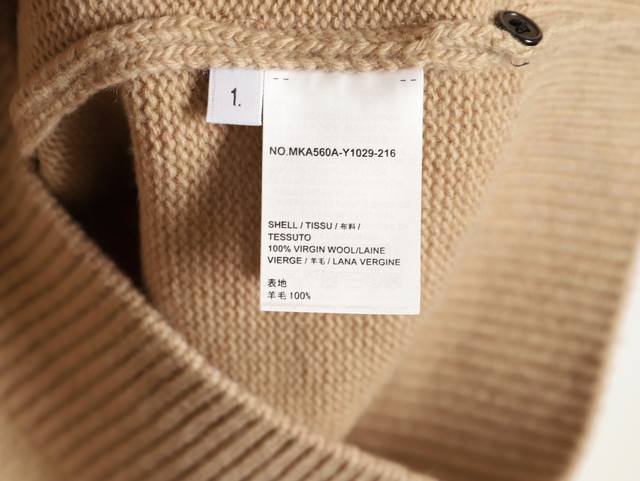 1.
NO.MKA560A-Y1029-216
SHELL / TISSU / 布料 /
TESSUTO
100% VIRGIN WOOL/LAINE
VIERGE / 羊毛 / LANA VERGINE
表地
羊毛 100%